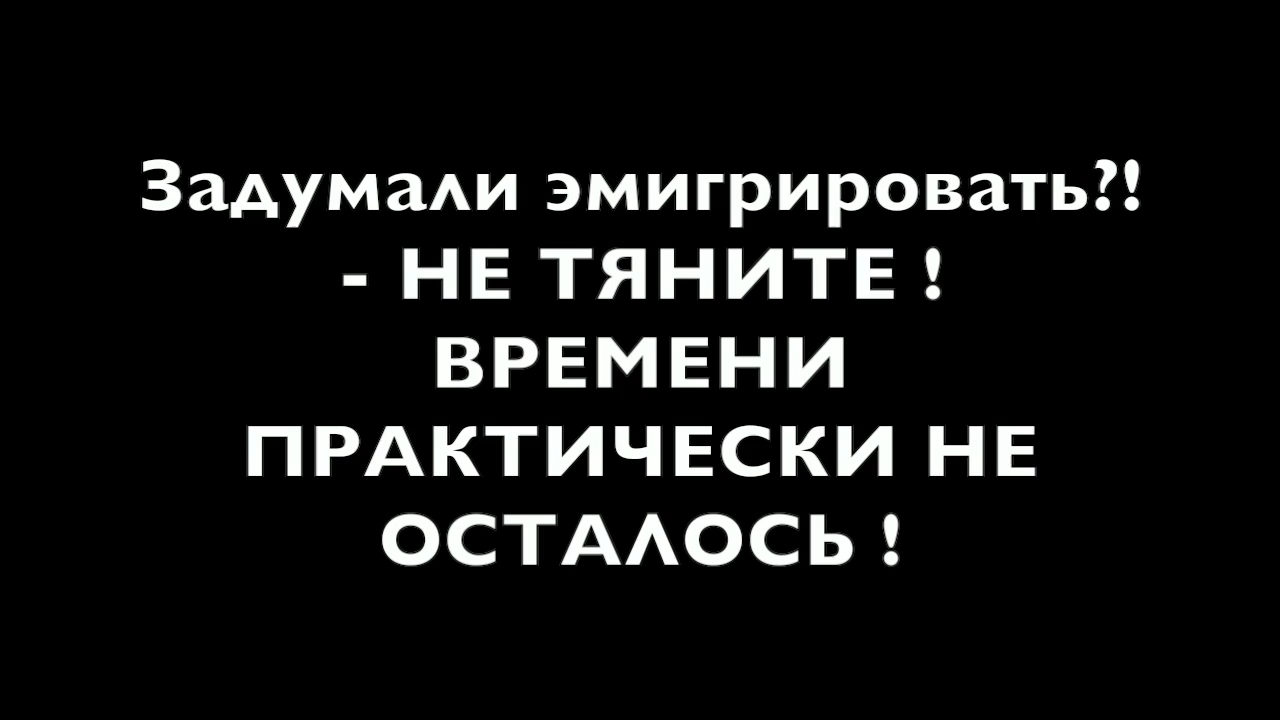 Задумали эмигрировать?!
- НЕ ТЯНИТЕ !
ВРЕМЕНИ
ПРАКТИЧЕСКИ НЕ
ОСТАЛОСЬ !